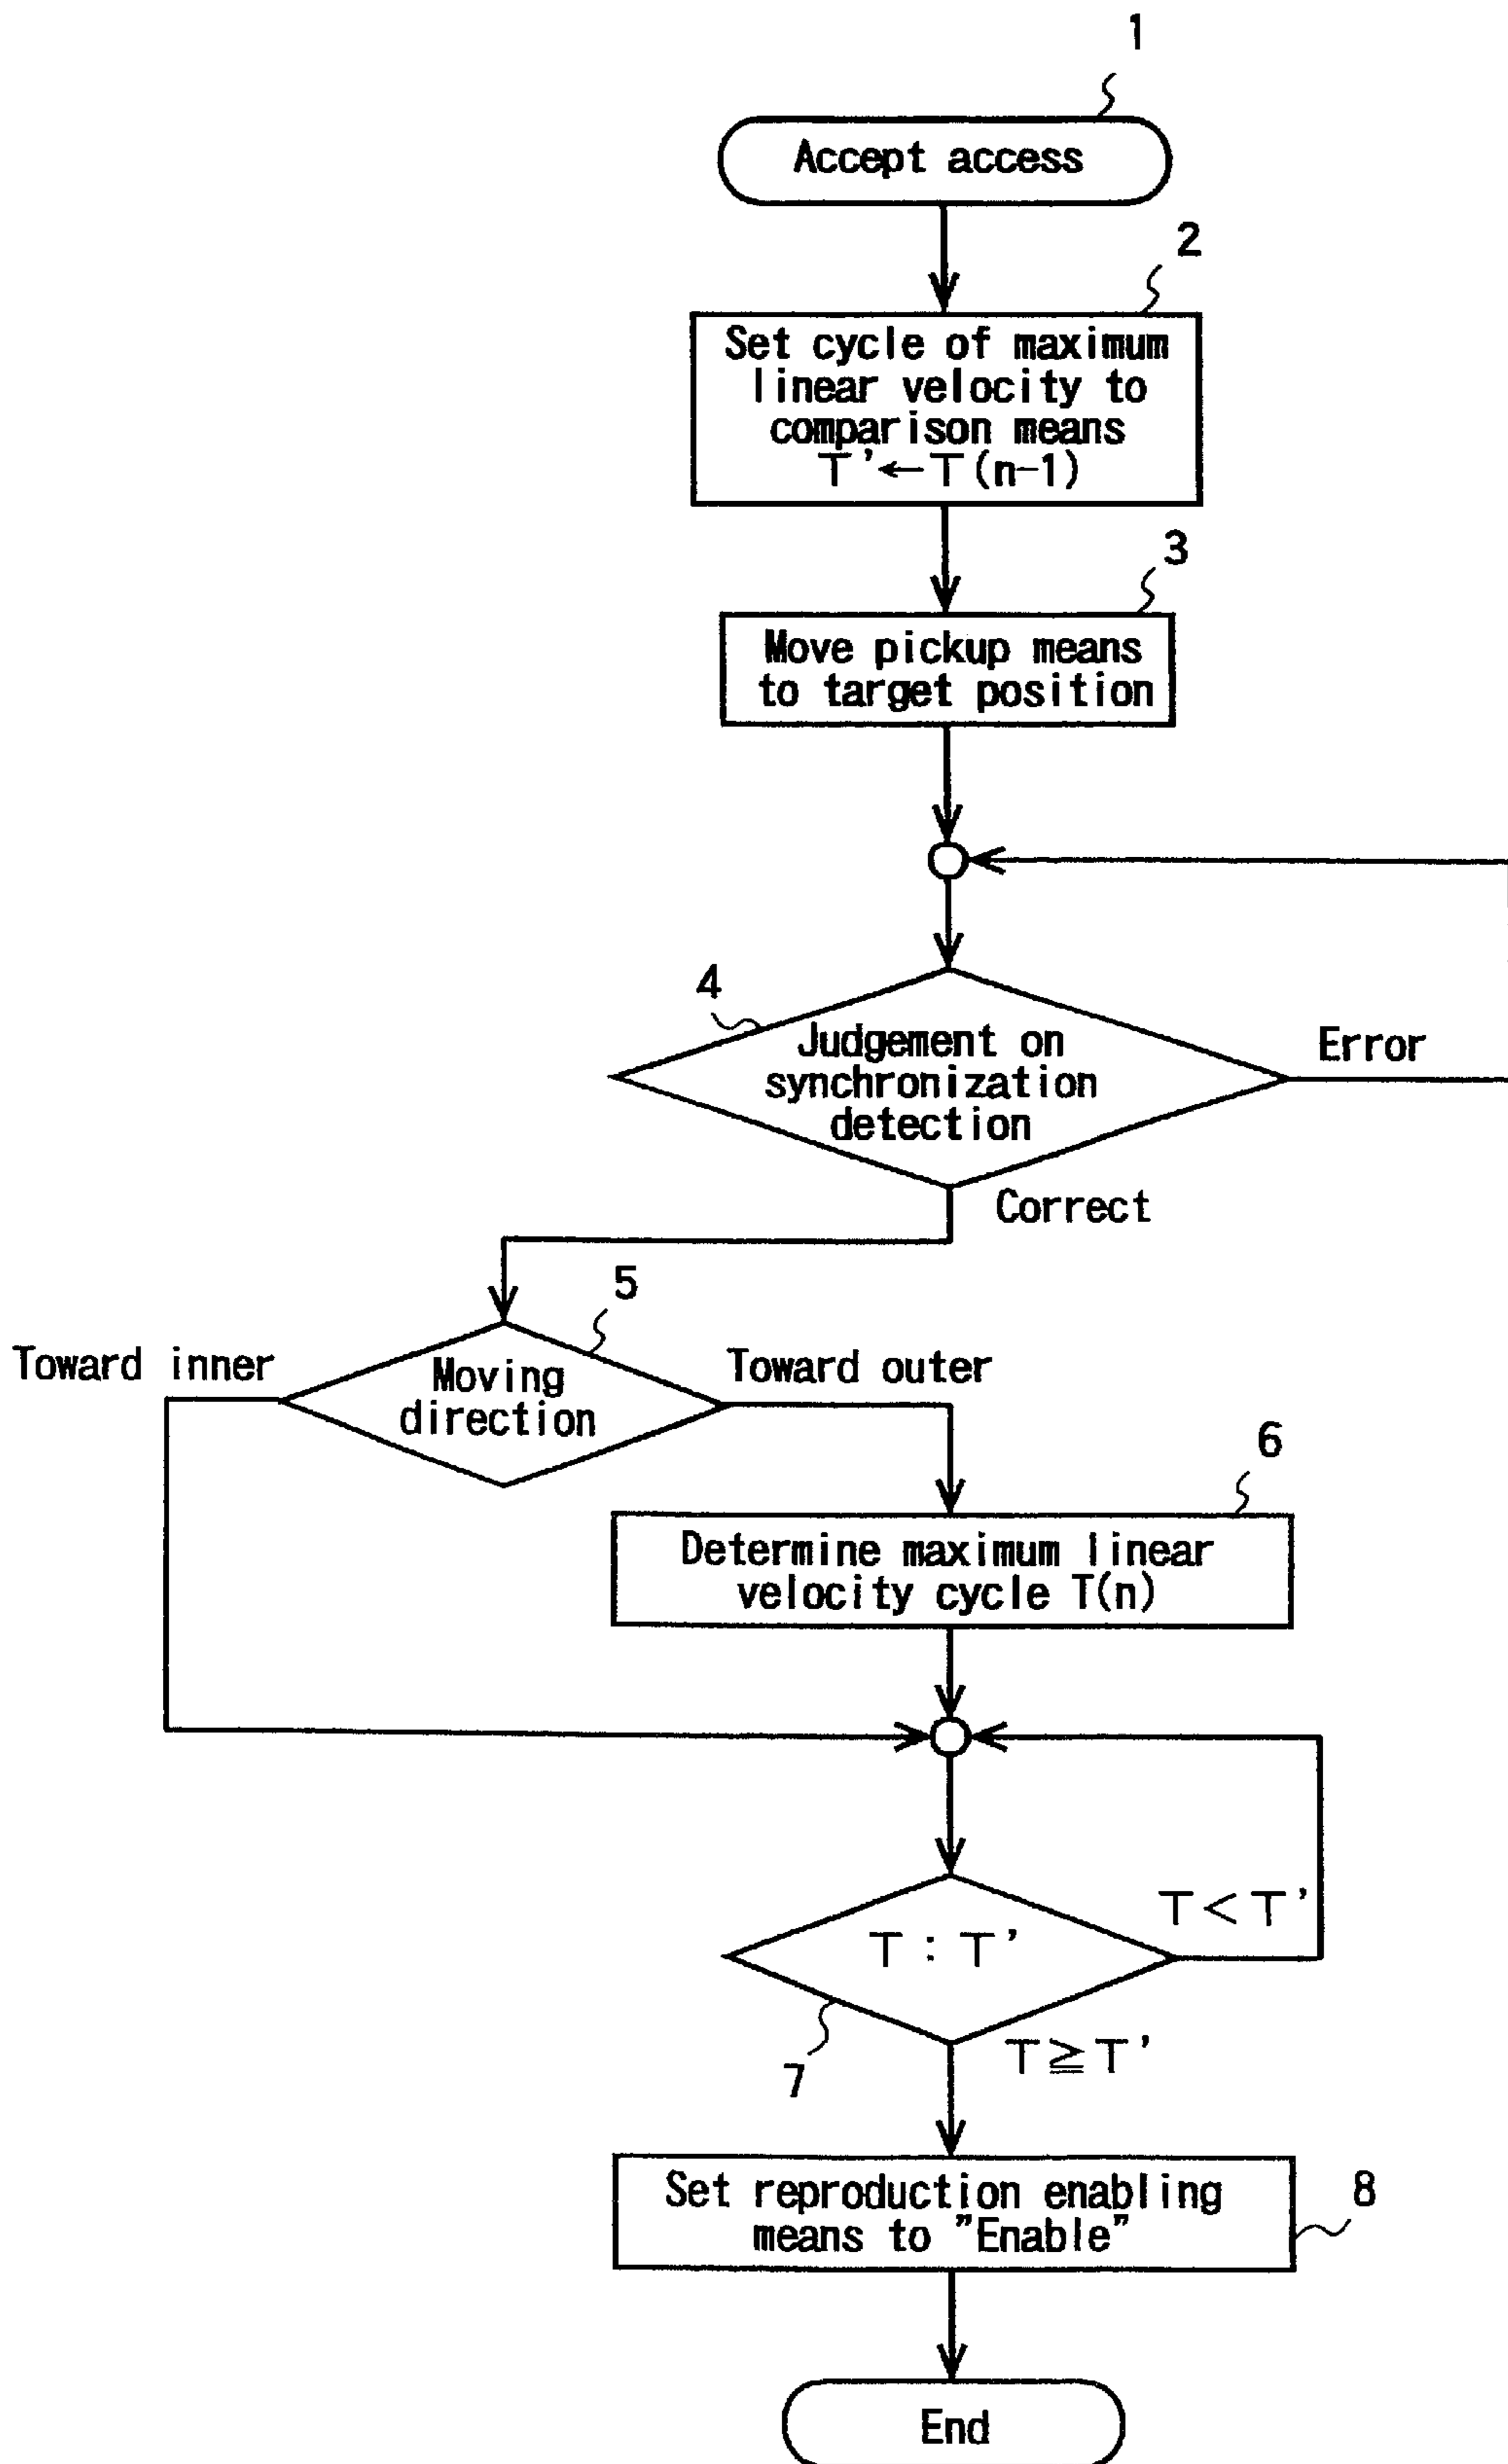 1
Accept access
2
Set cycle of maximum
linear velocity to
comparison means
T'←T(n-1)
3
Move pickup means
to target position
4
Judgement on
synchronization
detection
Error
Correct
5
Toward inner
Moving
direction
Toward outer
6
Determine maximum linear
velocity cycle T(n)
T<T'
T : T'
7
T≧T'
Set reproduction enabling
means to "Enable"
8
End